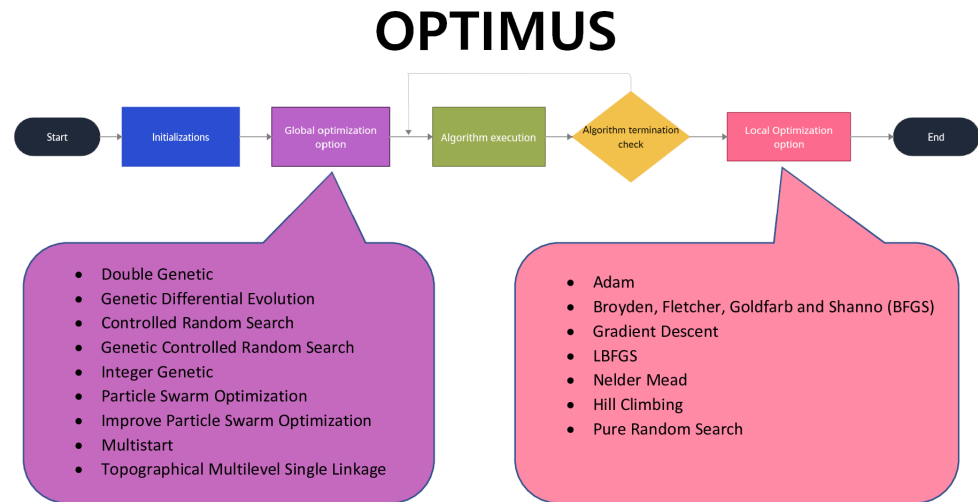 OPTIMUS
Start
Initializations
Global optimization
option
Algorithm execution
Algorithm termination
check
Local Optimization
option
End
• Double Genetic
• Genetic Differential Evolution
• Controlled Random Search
• Genetic Controlled Random Search
• Integer Genetic
• Particle Swarm Optimization
• Improve Particle Swarm Optimization
• Multistart
• Topographical Multilevel Single Linkage
• Adam
• Broyden, Fletcher, Goldfarb and Shanno (BFGS)
• Gradient Descent
• LBFGS
• Nelder Mead
• Hill Climbing
• Pure Random Search